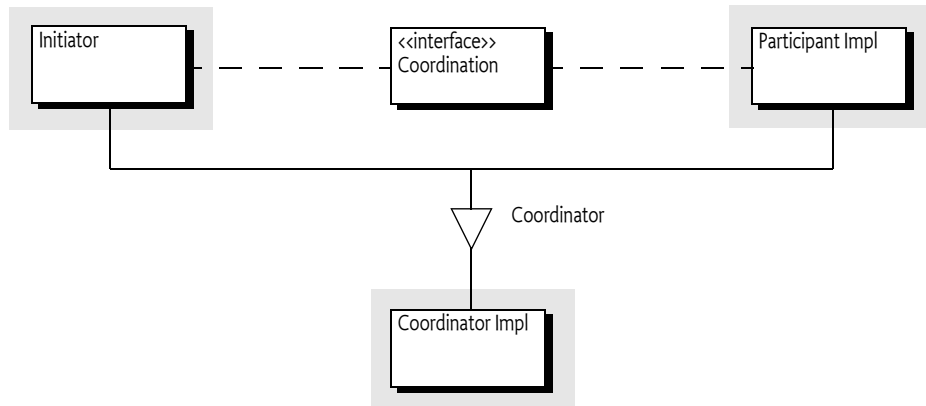 Initiator
<<interface>>
Coordination
Participant Impl
Coordinator
Coordinator Impl